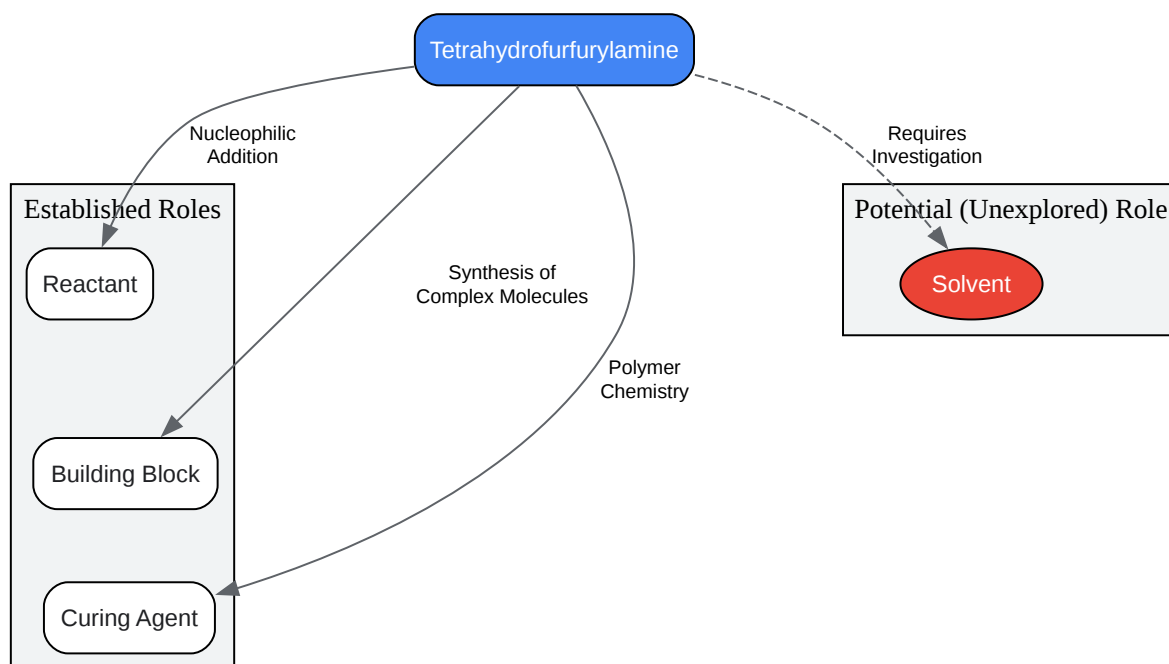 Tetrahydrofurfurylamine
Nucleophilic
Addition
Requires
Investigation
Established Roles
Potential (Unexplored) Role
Reactant
Solvent
Synthesis of
Complex Molecules
Polymer
Chemistry
Building Block
Curing Agent